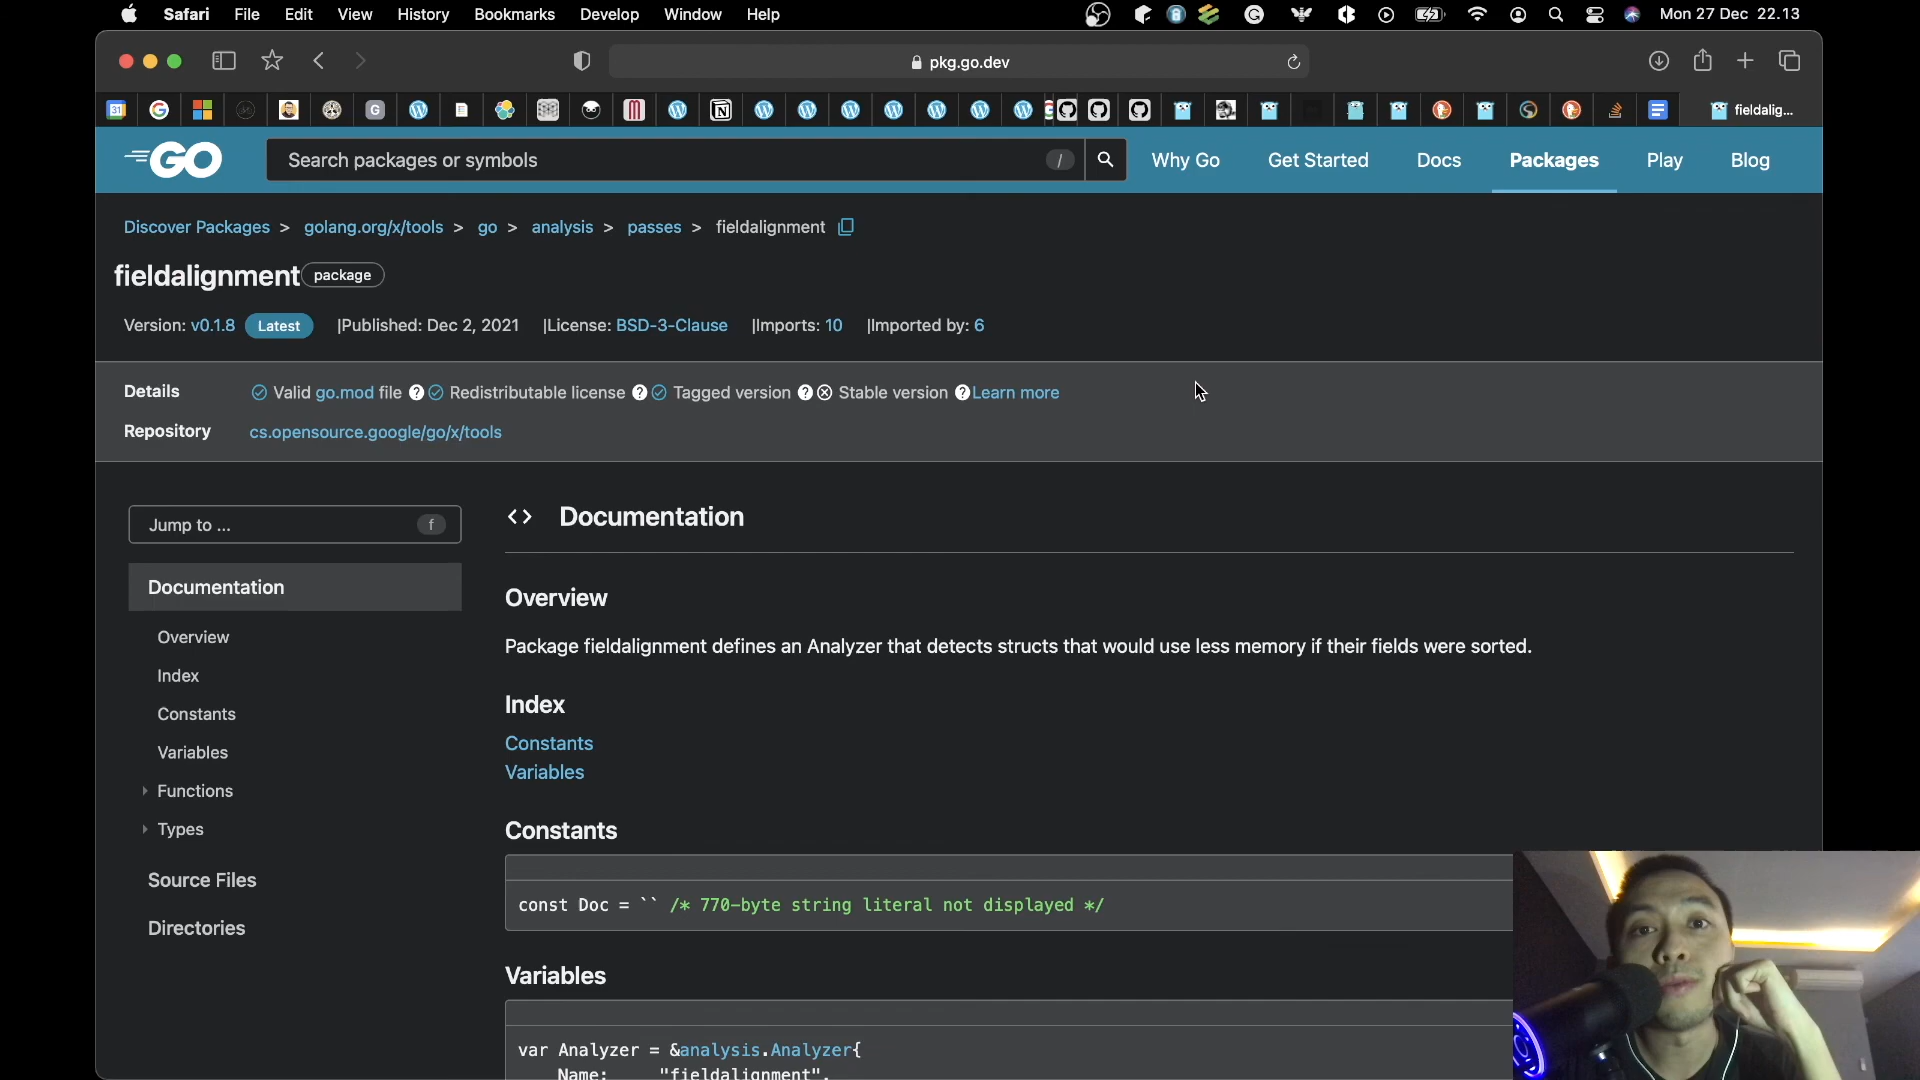 Safari File Edit View History Bookmarks Develop Window Help Mon 27 Dec 22.13
pkg.go.dev
fieldalig...
GO Search packages or symbols / Why Go Get Started Docs Packages Play Blog
Discover Packages > golang.org/x/tools > go > analysis > passes > fieldalignment
fieldalignment package
Version: v0.1.8 Latest |Published: Dec 2, 2021 |License: BSD-3-Clause |Imports: 10 |Imported by: 6
Details Valid go.mod file ? Redistributable license ? Tagged version ? Stable version ? Learn more
Repository cs.opensource.google/go/x/tools
Jump to ... f
Documentation
Overview
Index
Constants
Variables
Functions
Types
Source Files
Directories
<> Documentation
Overview
Package fieldalignment defines an Analyzer that detects structs that would use less memory if their fields were sorted.
Index
Constants
Variables
Constants
const Doc = `` /* 770-byte string literal not displayed */
Variables
var Analyzer = &analysis.Analyzer{
Name: "fieldalignment",